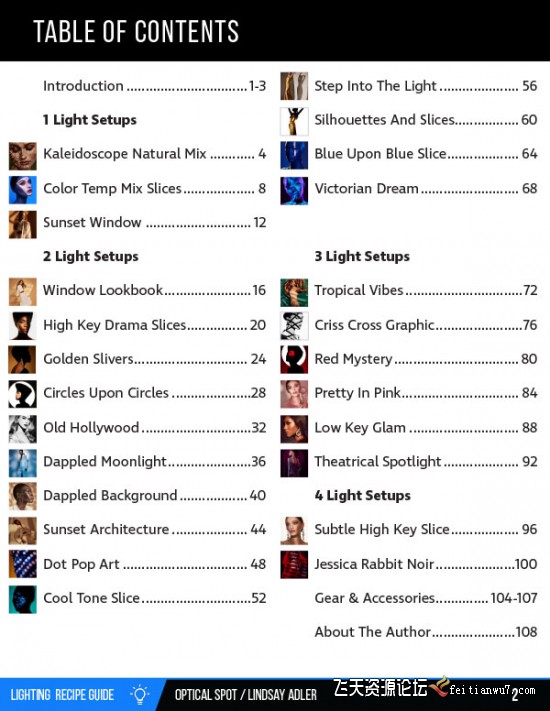 TABLE OF CONTENTS
Introduction ................................ 1-3
1 Light Setups
Kaleidoscope Natural Mix ............ 4
Color Temp Mix Slices ...................... 8
Sunset Window ............................ 12
2 Light Setups
Window Lookbook ....................... 16
High Key Drama Slices ................. 20
Golden Slivers .............................. 24
Circles Upon Circles ..................... 28
Old Hollywood ............................. 32
Dappled Moonlight ...................... 36
Dappled Background ................... 40
Sunset Architecture ..................... 44
Dot Pop Art .................................. 48
Cool Tone Slice ............................. 52
Step Into The Light ..................... 56
Silhouettes And Slices ................. 60
Blue Upon Blue Slice ................... 64
Victorian Dream .......................... 68
3 Light Setups
Tropical Vibes .............................. 72
Criss Cross Graphic ...................... 76
Red Mystery ................................ 80
Pretty In Pink ............................... 84
Low Key Glam ............................. 88
Theatrical Spotlight ..................... 92
4 Light Setups
Subtle High Key Slice .................. 96
Jessica Rabbit Noir ..................... 100
Gear & Accessories .............. 104-107
About The Author ...................... 108
LIGHTING RECIPE GUIDE
OPTICAL SPOT / LINDSAY ADLER
飞天资源论坛
feitianwu7.com
2